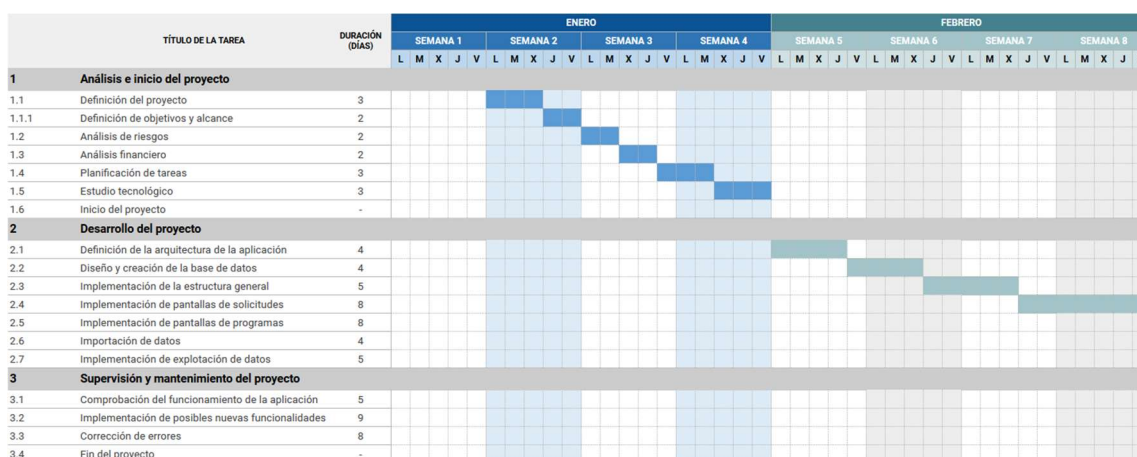 ENERO FEBRERO
TÍTULO DE LA TAREA DURACIÓN (DÍAS) SEMANA 1 SEMANA 2 SEMANA 3 SEMANA 4 SEMANA 5 SEMANA 6 SEMANA 7 SEMANA 8
L M X J V L M X J V L M X J V L M X J V L M X J V L M X J V L M X J V L M X J
1 Análisis e inicio del proyecto
1.1 Definición del proyecto 3
1.1.1 Definición de objetivos y alcance 2
1.2 Análisis de riesgos 2
1.3 Análisis financiero 2
1.4 Planificación de tareas 3
1.5 Estudio tecnológico 3
1.6 Inicio del proyecto -
2 Desarrollo del proyecto
2.1 Definición de la arquitectura de la aplicación 4
2.2 Diseño y creación de la base de datos 4
2.3 Implementación de la estructura general 5
2.4 Implementación de pantallas de solicitudes 8
2.5 Implementación de pantallas de programas 8
2.6 Importación de datos 4
2.7 Implementación de explotación de datos 5
3 Supervisión y mantenimiento del proyecto
3.1 Comprobación del funcionamiento de la aplicación 5
3.2 Implementación de posibles nuevas funcionalidades 9
3.3 Corrección de errores 8
3.4 Fin del proyecto -